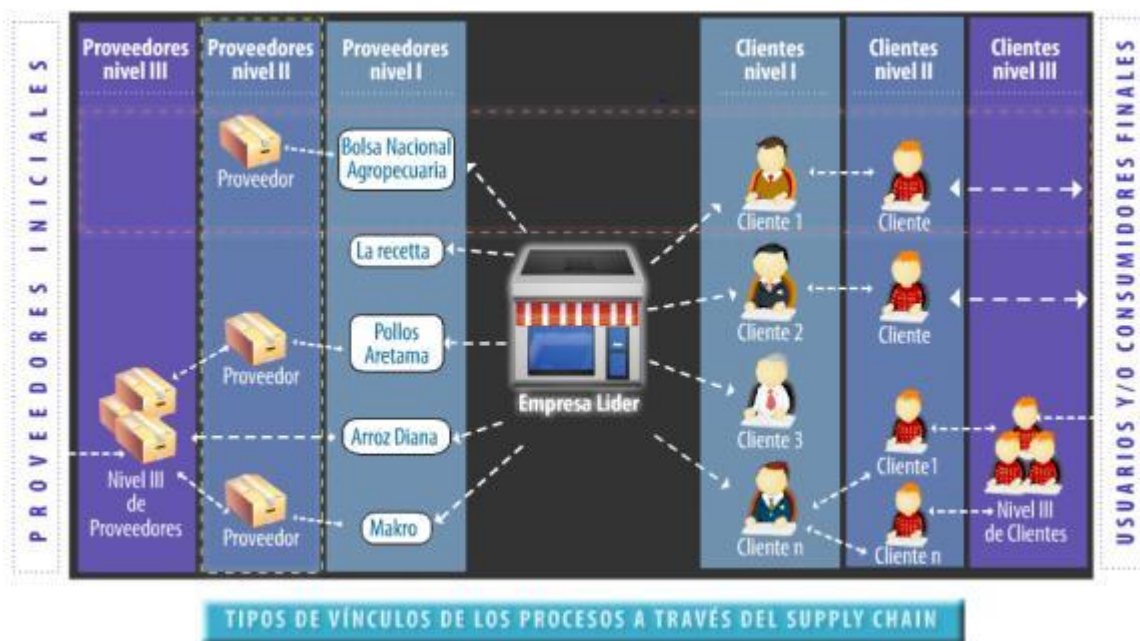 PROVEEDORES INICIALES
Proveedores
nivel III
Proveedores
nivel II
Proveedores
nivel I
Clientes
nivel I
Clientes
nivel II
Clientes
nivel III
USUARIOS Y/O CONSUMIDORES FINALES
Proveedor
Bolsa Nacional
Agropecuaria
Cliente 1
Cliente
La recetta
Proveedor
Pollos
Aretama
Empresa Lider
Cliente 2
Cliente
Arroz Diana
Cliente 3
Nivel III
de
Proveedores
Proveedor
Makro
Cliente n
Cliente1
Cliente n
Nivel III
de Clientes
TIPOS DE VÍNCULOS DE LOS PROCESOS A TRAVÉS DEL SUPPLY CHAIN